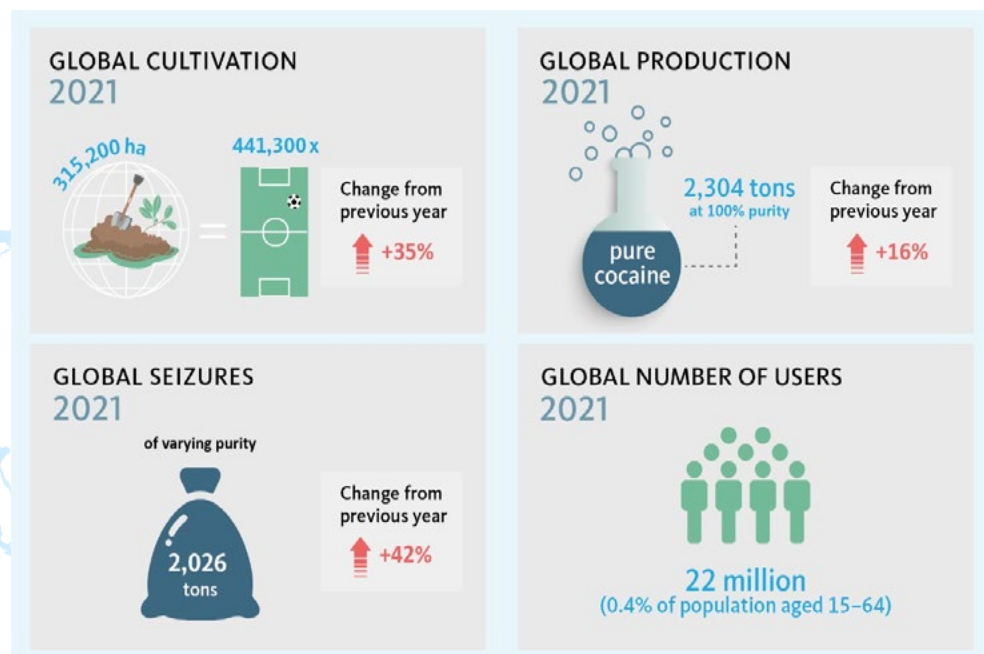 GLOBAL CULTIVATION
2021
315,200 ha
441,300 x
Change from
previous year
+35%
GLOBAL PRODUCTION
2021
2,304 tons
at 100% purity
pure
cocaine
Change from
previous year
+16%
GLOBAL SEIZURES
2021
of varying purity
2,026
tons
Change from
previous year
+42%
GLOBAL NUMBER OF USERS
2021
22 million
(0.4% of population aged 15–64)